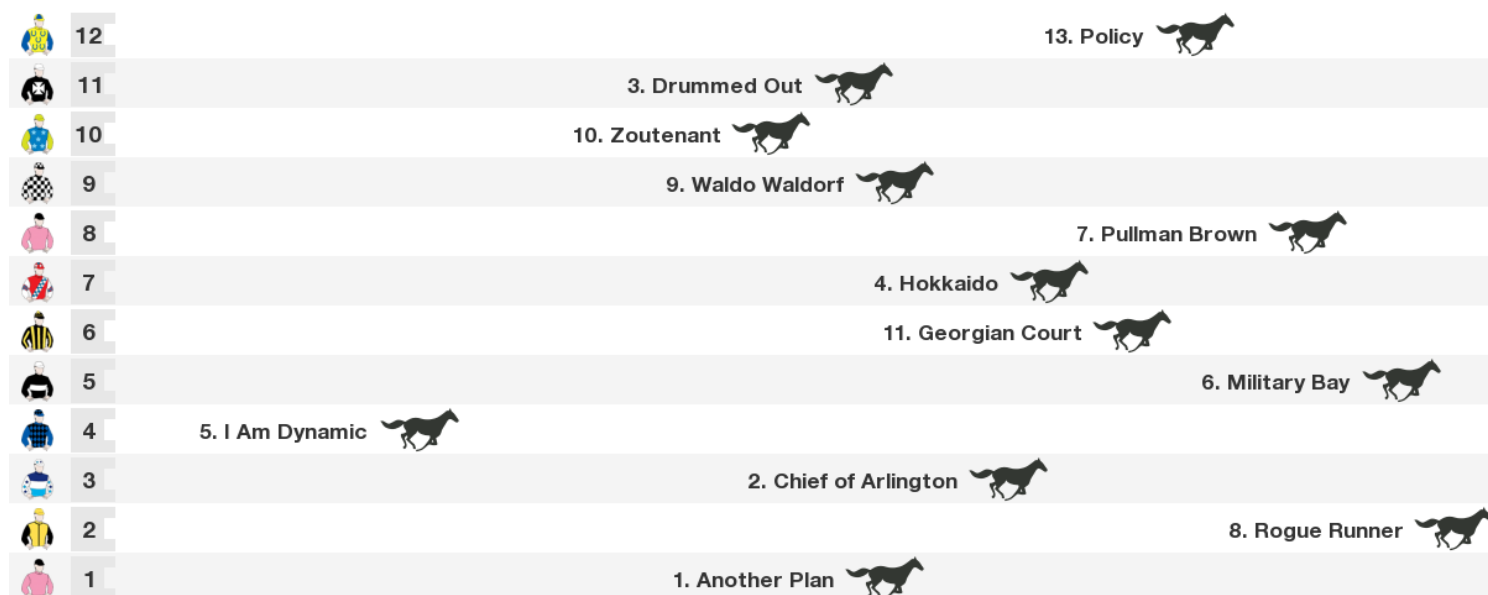 12 13. Policy
11 3. Drummed Out
10 10. Zoutenant
9 9. Waldo Waldorf
8 7. Pullman Brown
7 4. Hokkaido
6 11. Georgian Court
5 6. Military Bay
4 5. I Am Dynamic
3 2. Chief of Arlington
2 8. Rogue Runner
1 1. Another Plan